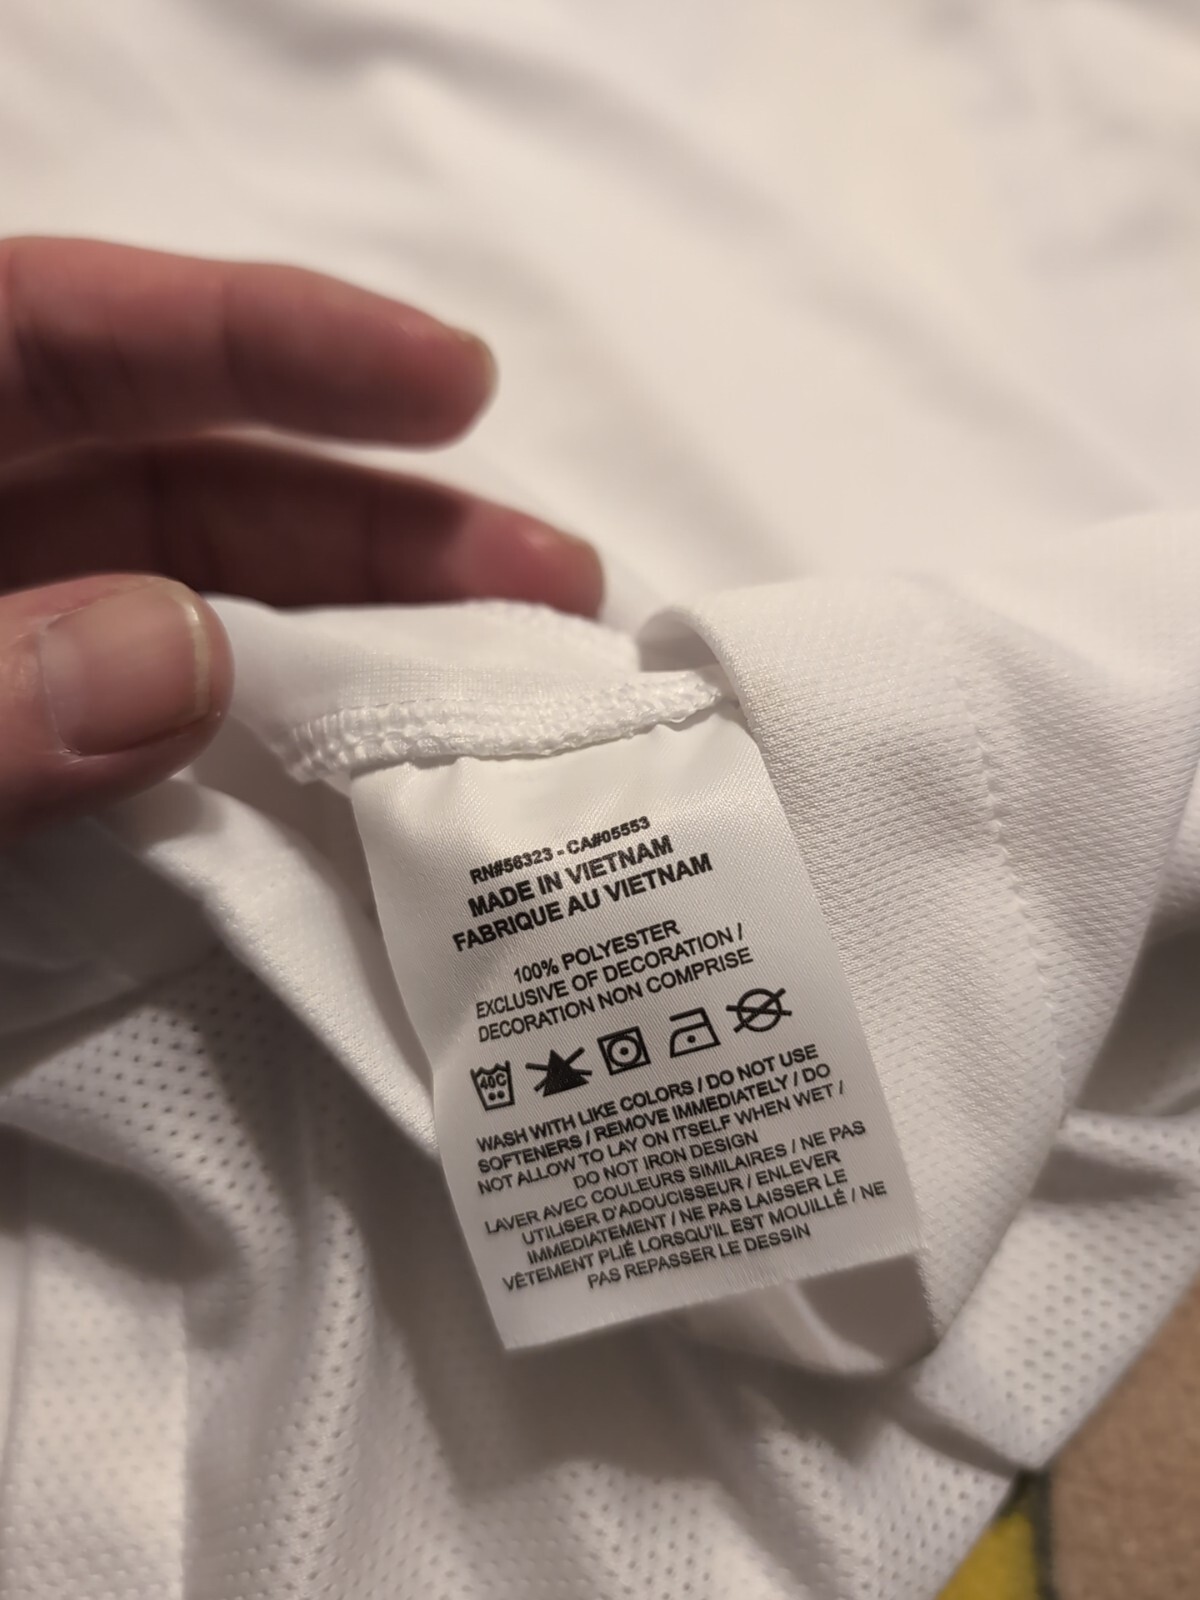 RN#56323 - CA#05553
MADE IN VIETNAM
FABRIQUE AU VIETNAM
100% POLYESTER
EXCLUSIVE OF DECORATION /
DECORATION NON COMPRISE
40C
WASH WITH LIKE COLORS / DO NOT USE
SOFTENERS / REMOVE IMMEDIATELY / DO
NOT ALLOW TO LAY ON ITSELF WHEN WET /
DO NOT IRON DESIGN
LAVER AVEC COULEURS SIMILAIRES / NE PAS
UTILISER D'ADOUCISSEUR / ENLEVER
IMMEDIATEMENT / NE PAS LAISSER LE
VÊTEMENT PLIÉ LORSQU'IL EST MOUILLÉ / NE
PAS REPASSER LE DESSIN